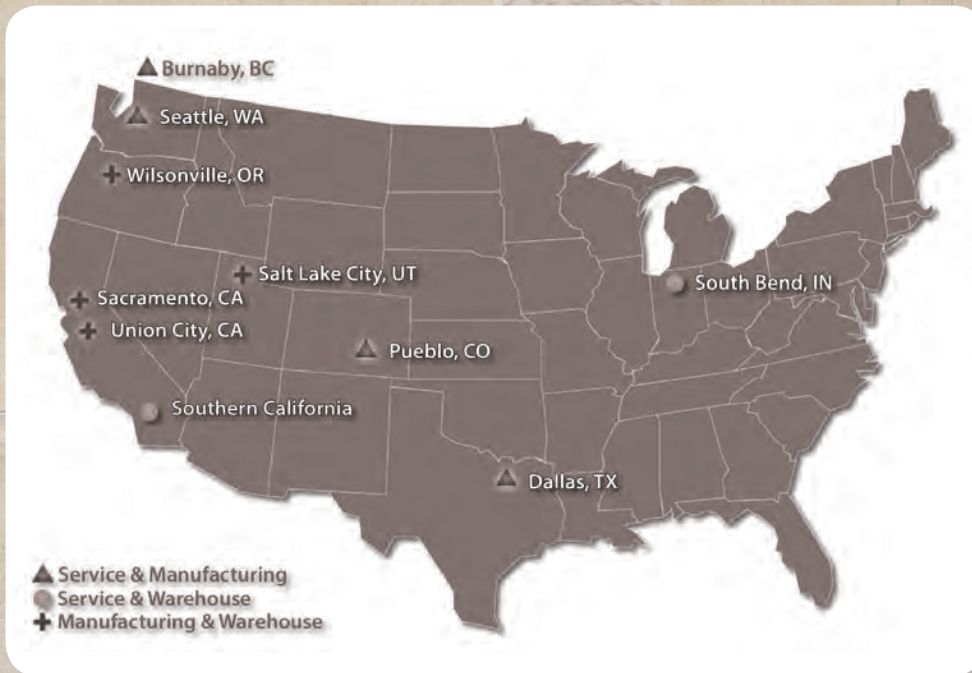 Burnaby, BC
Seattle, WA
Wilsonville, OR
Salt Lake City, UT
South Bend, IN
Sacramento, CA
Union City, CA
Pueblo, CO
Southern California
Dallas, TX
Service & Manufacturing
Service & Warehouse
Manufacturing & Warehouse